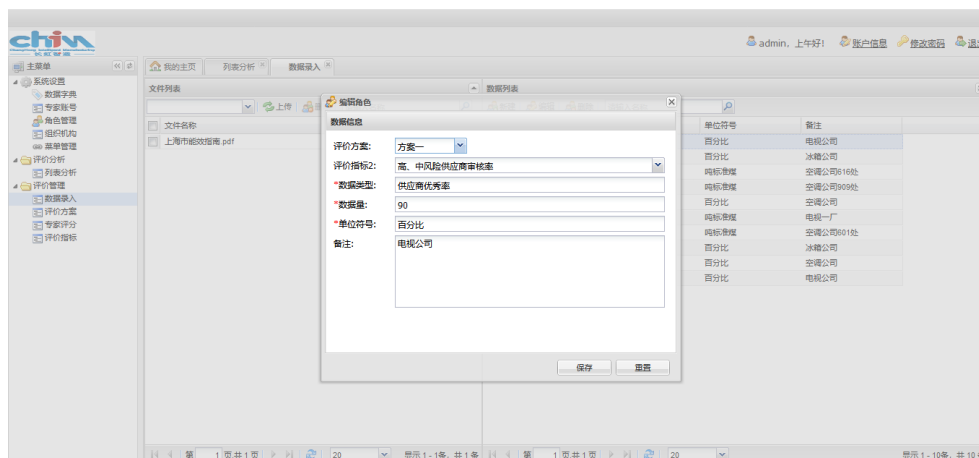 chim
admin, 上午好! 账户信息 修改密码
主菜单
我的主页 列表分析 数据录入
系统设置
数据字典
专家账号
角色管理
组织机构
菜单管理
评价分析
列表分析
评价管理
数据录入
评价方案
专家评分
评价指标
文件列表
上传
文件名称
上海市能效指南.pdf
编辑角色
数据信息
评价方案: 方案一
评价指标2: 高、中风险供应商审核率
*数据类型: 供应商优秀率
*数据量: 90
*单位符号: 百分比
备注: 电视公司
保存 重置
数据列表
单位符号 备注
百分比 电视公司
百分比 冰箱公司
吨标准煤 空调公司616处
吨标准煤 空调公司909处
百分比 空调公司
吨标准煤 电视一厂
吨标准煤 空调公司601处
百分比 冰箱公司
百分比 空调公司
百分比 电视公司
第 1 页,共 1 页 20 显示 1 - 1条, 共 1 条
第 1 页,共 1 页 20 显示 1 - 10条, 共 10